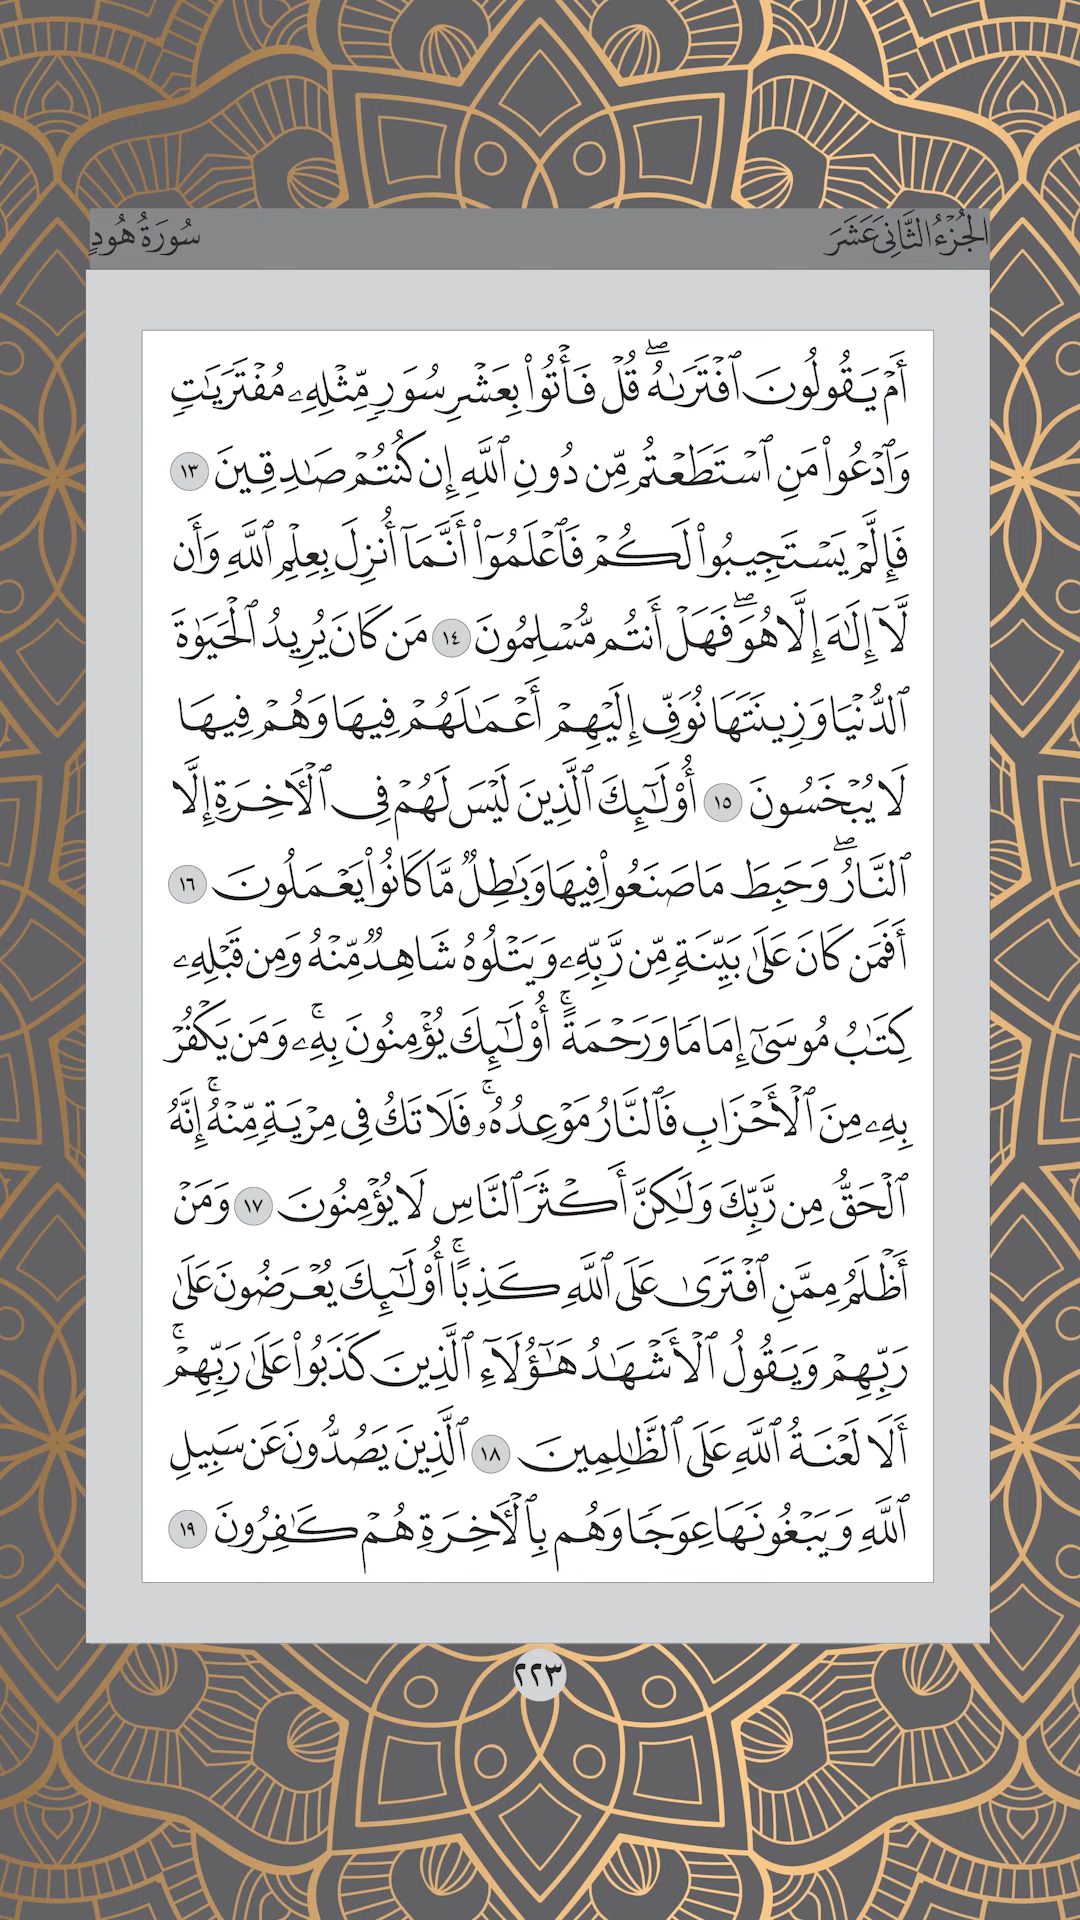 الجُزْءُ الثَّانِيَ عَشَرَ
سُورَةُ هُودٍ
أَمۡ يَقُولُونَ ٱفۡتَرَىٰهُۖ قُلۡ فَأۡتُواْ بِعَشۡرِ سُوَرٖ مِّثۡلِهِۦ مُفۡتَرَيَٰتٖ
وَٱدۡعُواْ مَنِ ٱسۡتَطَعۡتُم مِّن دُونِ ٱللَّهِ إِن كُنتُمۡ صَٰدِقِينَ ١٣
فَإِلَّمۡ يَسۡتَجِيبُواْ لَكُمۡ فَٱعۡلَمُوٓاْ أَنَّمَآ أُنزِلَ بِعِلۡمِ ٱللَّهِ وَأَن
لَّآ إِلَٰهَ إِلَّا هُوَۖ فَهَلۡ أَنتُم مُّسۡلِمُونَ ١٤ مَن كَانَ يُرِيدُ ٱلۡحَيَوٰةَ
ٱلدُّنۡيَا وَزِينَتَهَا نُوَفِّ إِلَيۡهِمۡ أَعۡمَٰلَهُمۡ فِيهَا وَهُمۡ فِيهَا
لَا يُبۡخَسُونَ ١٥ أُوْلَٰٓئِكَ ٱلَّذِينَ لَيۡسَ لَهُمۡ فِي ٱلۡأٓخِرَةِ إِلَّا
ٱلنَّارُۖ وَحَبِطَ مَا صَنَعُواْ فِيهَا وَبَٰطِلٞ مَّا كَانُواْ يَعۡمَلُونَ ١٦
أَفَمَن كَانَ عَلَىٰ بَيِّنَةٖ مِّن رَّبِّهِۦ وَيَتۡلُوهُ شَاهِدٞ مِّنۡهُ وَمِن قَبۡلِهِۦ
كِتَٰبُ مُوسَىٰٓ إِمَامٗا وَرَحۡمَةًۚ أُوْلَٰٓئِكَ يُؤۡمِنُونَ بِهِۦۚ وَمَن يَكۡفُرۡ
بِهِۦ مِنَ ٱلۡأَحۡزَابِ فَٱلنَّارُ مَوۡعِدُهُۥۚ فَلَا تَكُ فِي مِرۡيَةٖ مِّنۡهُۚ إِنَّهُ
ٱلۡحَقُّ مِن رَّبِّكَ وَلَٰكِنَّ أَكۡثَرَ ٱلنَّاسِ لَا يُؤۡمِنُونَ ١٧ وَمَنۡ
أَظۡلَمُ مِمَّنِ ٱفۡتَرَىٰ عَلَى ٱللَّهِ كَذِبًاۚ أُوْلَٰٓئِكَ يُعۡرَضُونَ عَلَىٰ
رَبِّهِمۡ وَيَقُولُ ٱلۡأَشۡهَٰدُ هَٰٓؤُلَآءِ ٱلَّذِينَ كَذَبُواْ عَلَىٰ رَبِّهِمۡۚ
أَلَا لَعۡنَةُ ٱللَّهِ عَلَى ٱلظَّٰلِمِينَ ١٨ ٱلَّذِينَ يَصُدُّونَ عَن سَبِيلِ
ٱللَّهِ وَيَبۡغُونَهَا عِوَجٗا وَهُم بِٱلۡأٓخِرَةِ هُمۡ كَٰفِرُونَ ١٩
٢٢٣